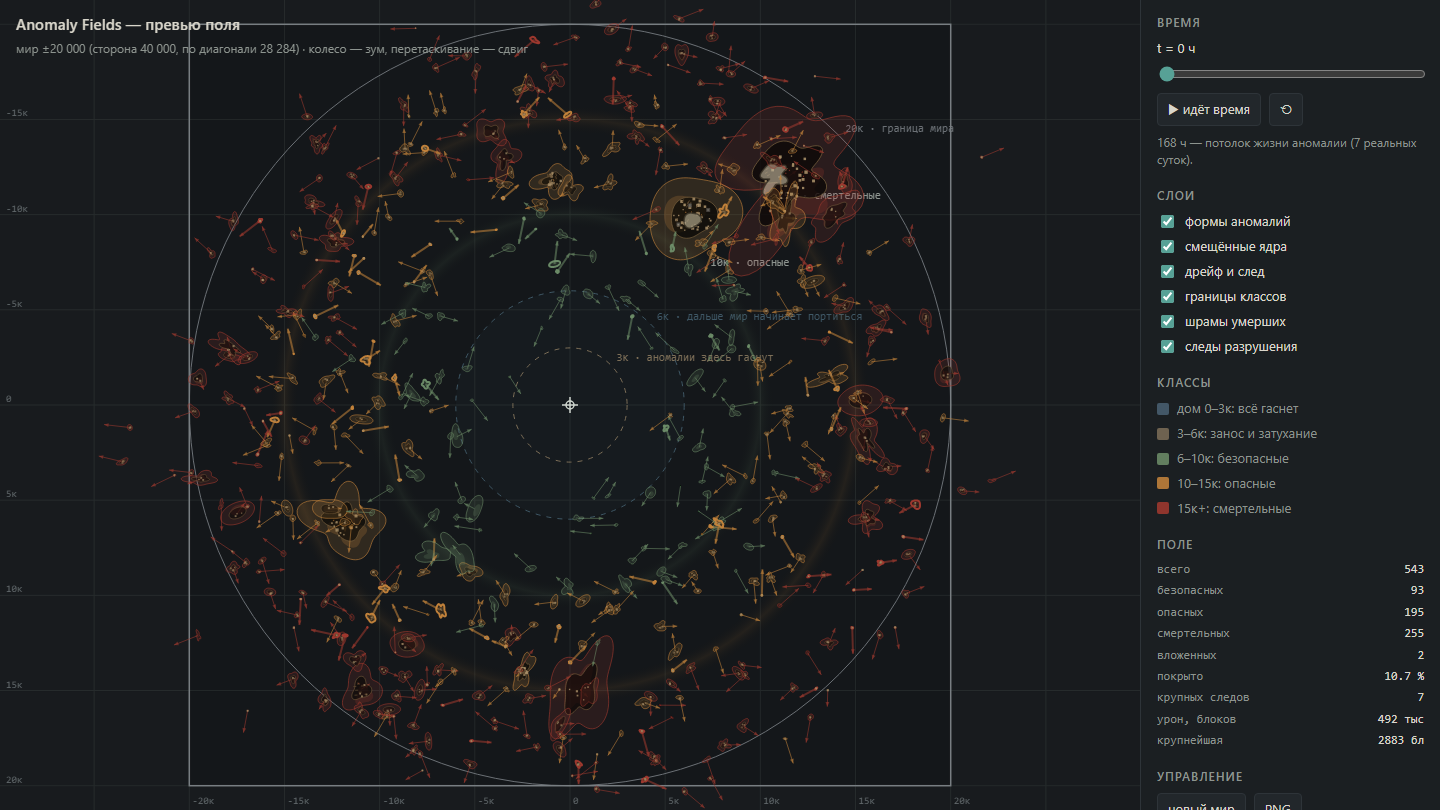 Anomaly Fields — превью поля
мир ±20 000 (сторона 40 000, по диагонали 28 284) · колесо — зум, перетаскивание — сдвиг
20к · граница мира
мертельные
10к · опасные
6к · дальше мир начинает портиться
3к · аномалии здесь гаснут
-15к
-10к
-5к
0
5к
10к
15к
20к
-20к
-15к
-10к
-5к
0
5к
10к
15к
20к
ВРЕМЯ
t = 0 ч
▶ идёт время
⟲
168 ч — потолок жизни аномалии (7 реальных
суток).
СЛОИ
формы аномалий
смещённые ядра
дрейф и след
границы классов
шрамы умерших
следы разрушения
КЛАССЫ
дом 0–3к: всё гаснет
3–6к: занос и затухание
6–10к: безопасные
10–15к: опасные
15к+: смертельные
ПОЛЕ
всего 543
безопасных 93
опасных 195
смертельных 255
вложенных 2
покрыто 10.7 %
крупных следов 7
урон, блоков 492 тыс
крупнейшая 2883 бл
УПРАВЛЕНИЕ
новый мир
PNG